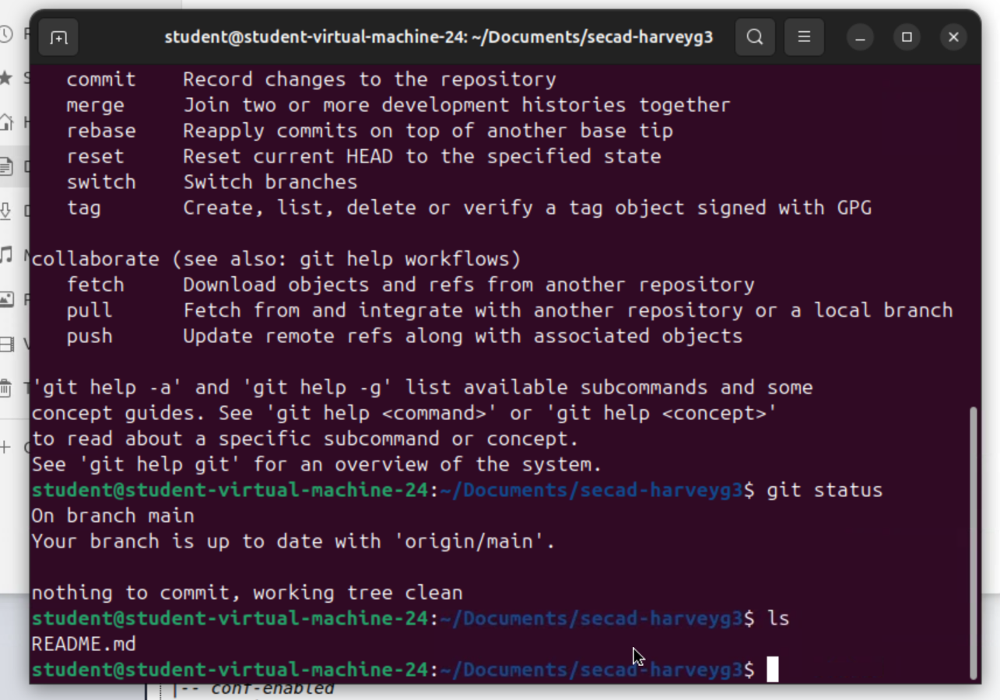 student@student-virtual-machine-24: ~/Documents/secad-harveyg3
commit Record changes to the repository
merge Join two or more development histories together
rebase Reapply commits on top of another base tip
reset Reset current HEAD to the specified state
switch Switch branches
tag Create, list, delete or verify a tag object signed with GPG
collaborate (see also: git help workflows)
fetch Download objects and refs from another repository
pull Fetch from and integrate with another repository or a local branch
push Update remote refs along with associated objects
'git help -a' and 'git help -g' list available subcommands and some
concept guides. See 'git help <command>' or 'git help <concept>'
to read about a specific subcommand or concept.
See 'git help git' for an overview of the system.
student@student-virtual-machine-24:~/Documents/secad-harveyg3$ git status
On branch main
Your branch is up to date with 'origin/main'.
nothing to commit, working tree clean
student@student-virtual-machine-24:~/Documents/secad-harveyg3$ ls
README.md
student@student-virtual-machine-24:~/Documents/secad-harveyg3$
|-- conf-enabled